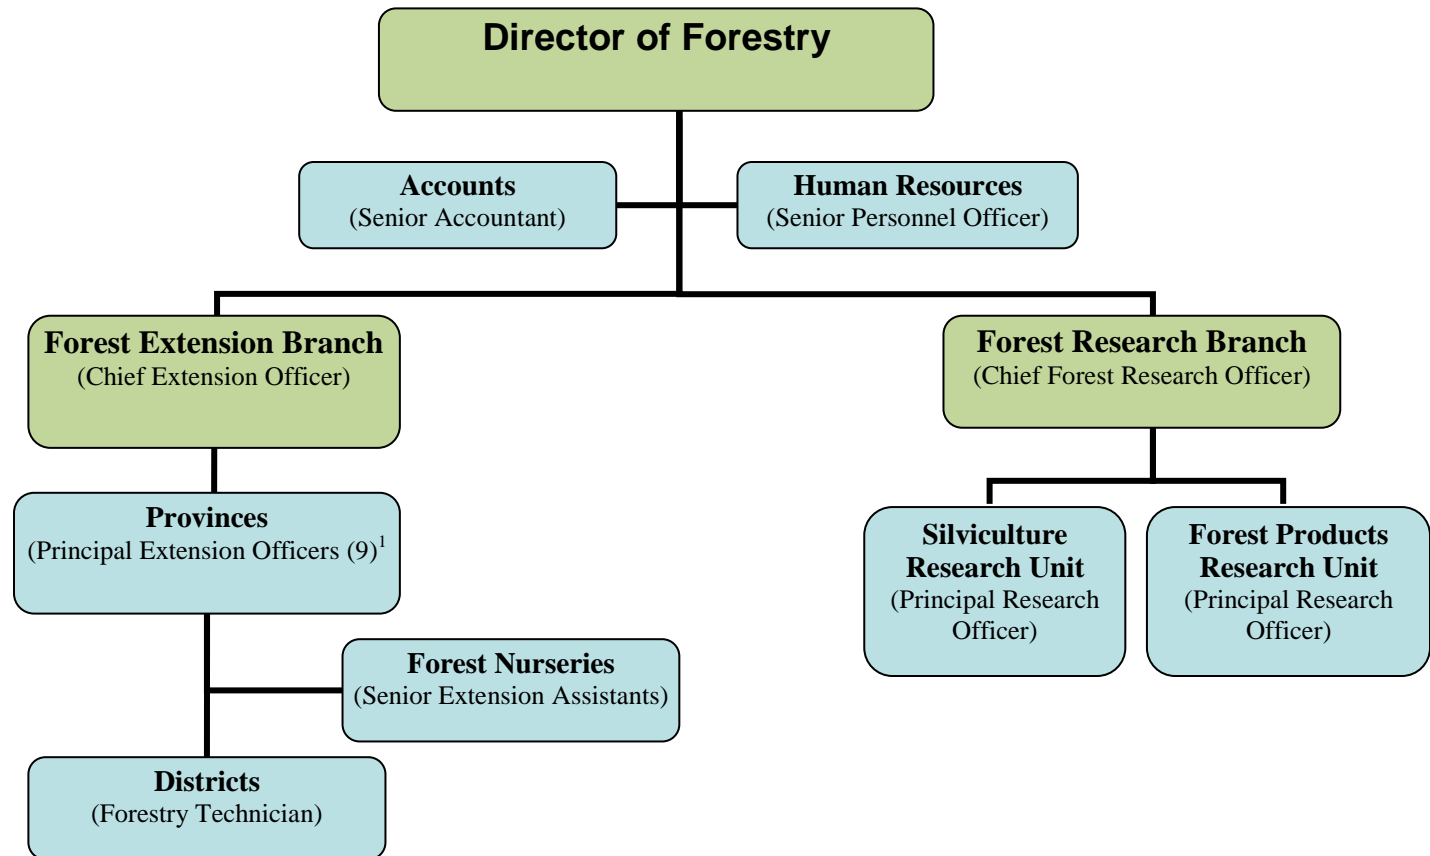 Director of Forestry
Accounts
(Senior Accountant)
Human Resources
(Senior Personnel Officer)
Forest Extension Branch
(Chief Extension Officer)
Forest Research Branch
(Chief Forest Research Officer)
Provinces
(Principal Extension Officers (9)¹
Silviculture
Research Unit
(Principal Research
Officer)
Forest Products
Research Unit
(Principal Research
Officer)
Forest Nurseries
(Senior Extension Assistants)
Districts
(Forestry Technician)